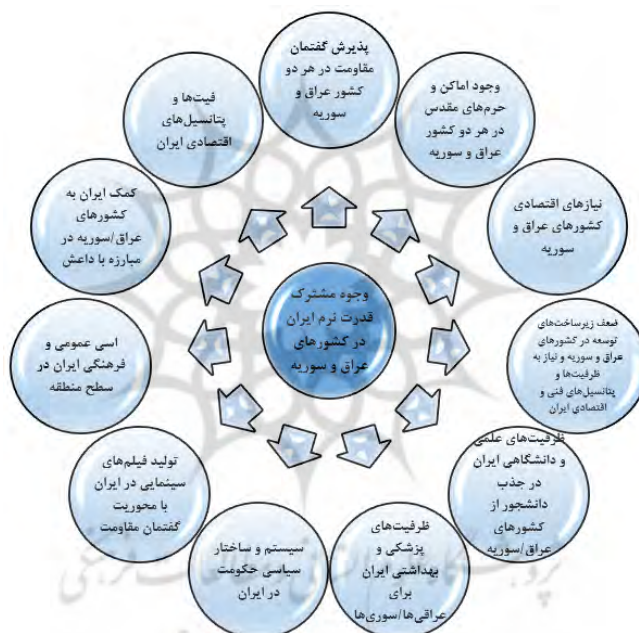 پذیرش گفتمان
مقاومت در هر دو
کشور عراق و
سوریه
وجود اماکن و
حرم‌های مقدس
در هر دو کشور
عراق و سوریه
نیازهای اقتصادی
کشورهای عراق و
سوریه
ضعف زیرساخت‌های
توسعه در کشورهای
عراق و سوریه و نیاز به
ظرفیت‌ها و
پتانسیل‌های فنی و
اقتصادی ایران
ظرفیت‌های علمی
و دانشگاهی ایران
در جذب
دانشجور از
کشورهای
عراق/سوریه
ظرفیت‌های
پزشکی و
بهداشتی ایران
برای
عراقی‌ها/سوری‌ها
سیستم و ساختار
سیاسی حکومت
در ایران
تولید فیلم‌های
سینمایی در ایران
با محوریت
گفتمان مقاومت
اسی عمومی و
فرهنگی ایران در
سطح منطقه
کمک ایران به
کشورهای
عراق/سوریه در
مبارزه با داعش
فیت‌ها و
پتانسیل‌های
اقتصادی ایران
وجوه مشترک
قدرت نرم ایران
در کشورهای
عراق و سوریه